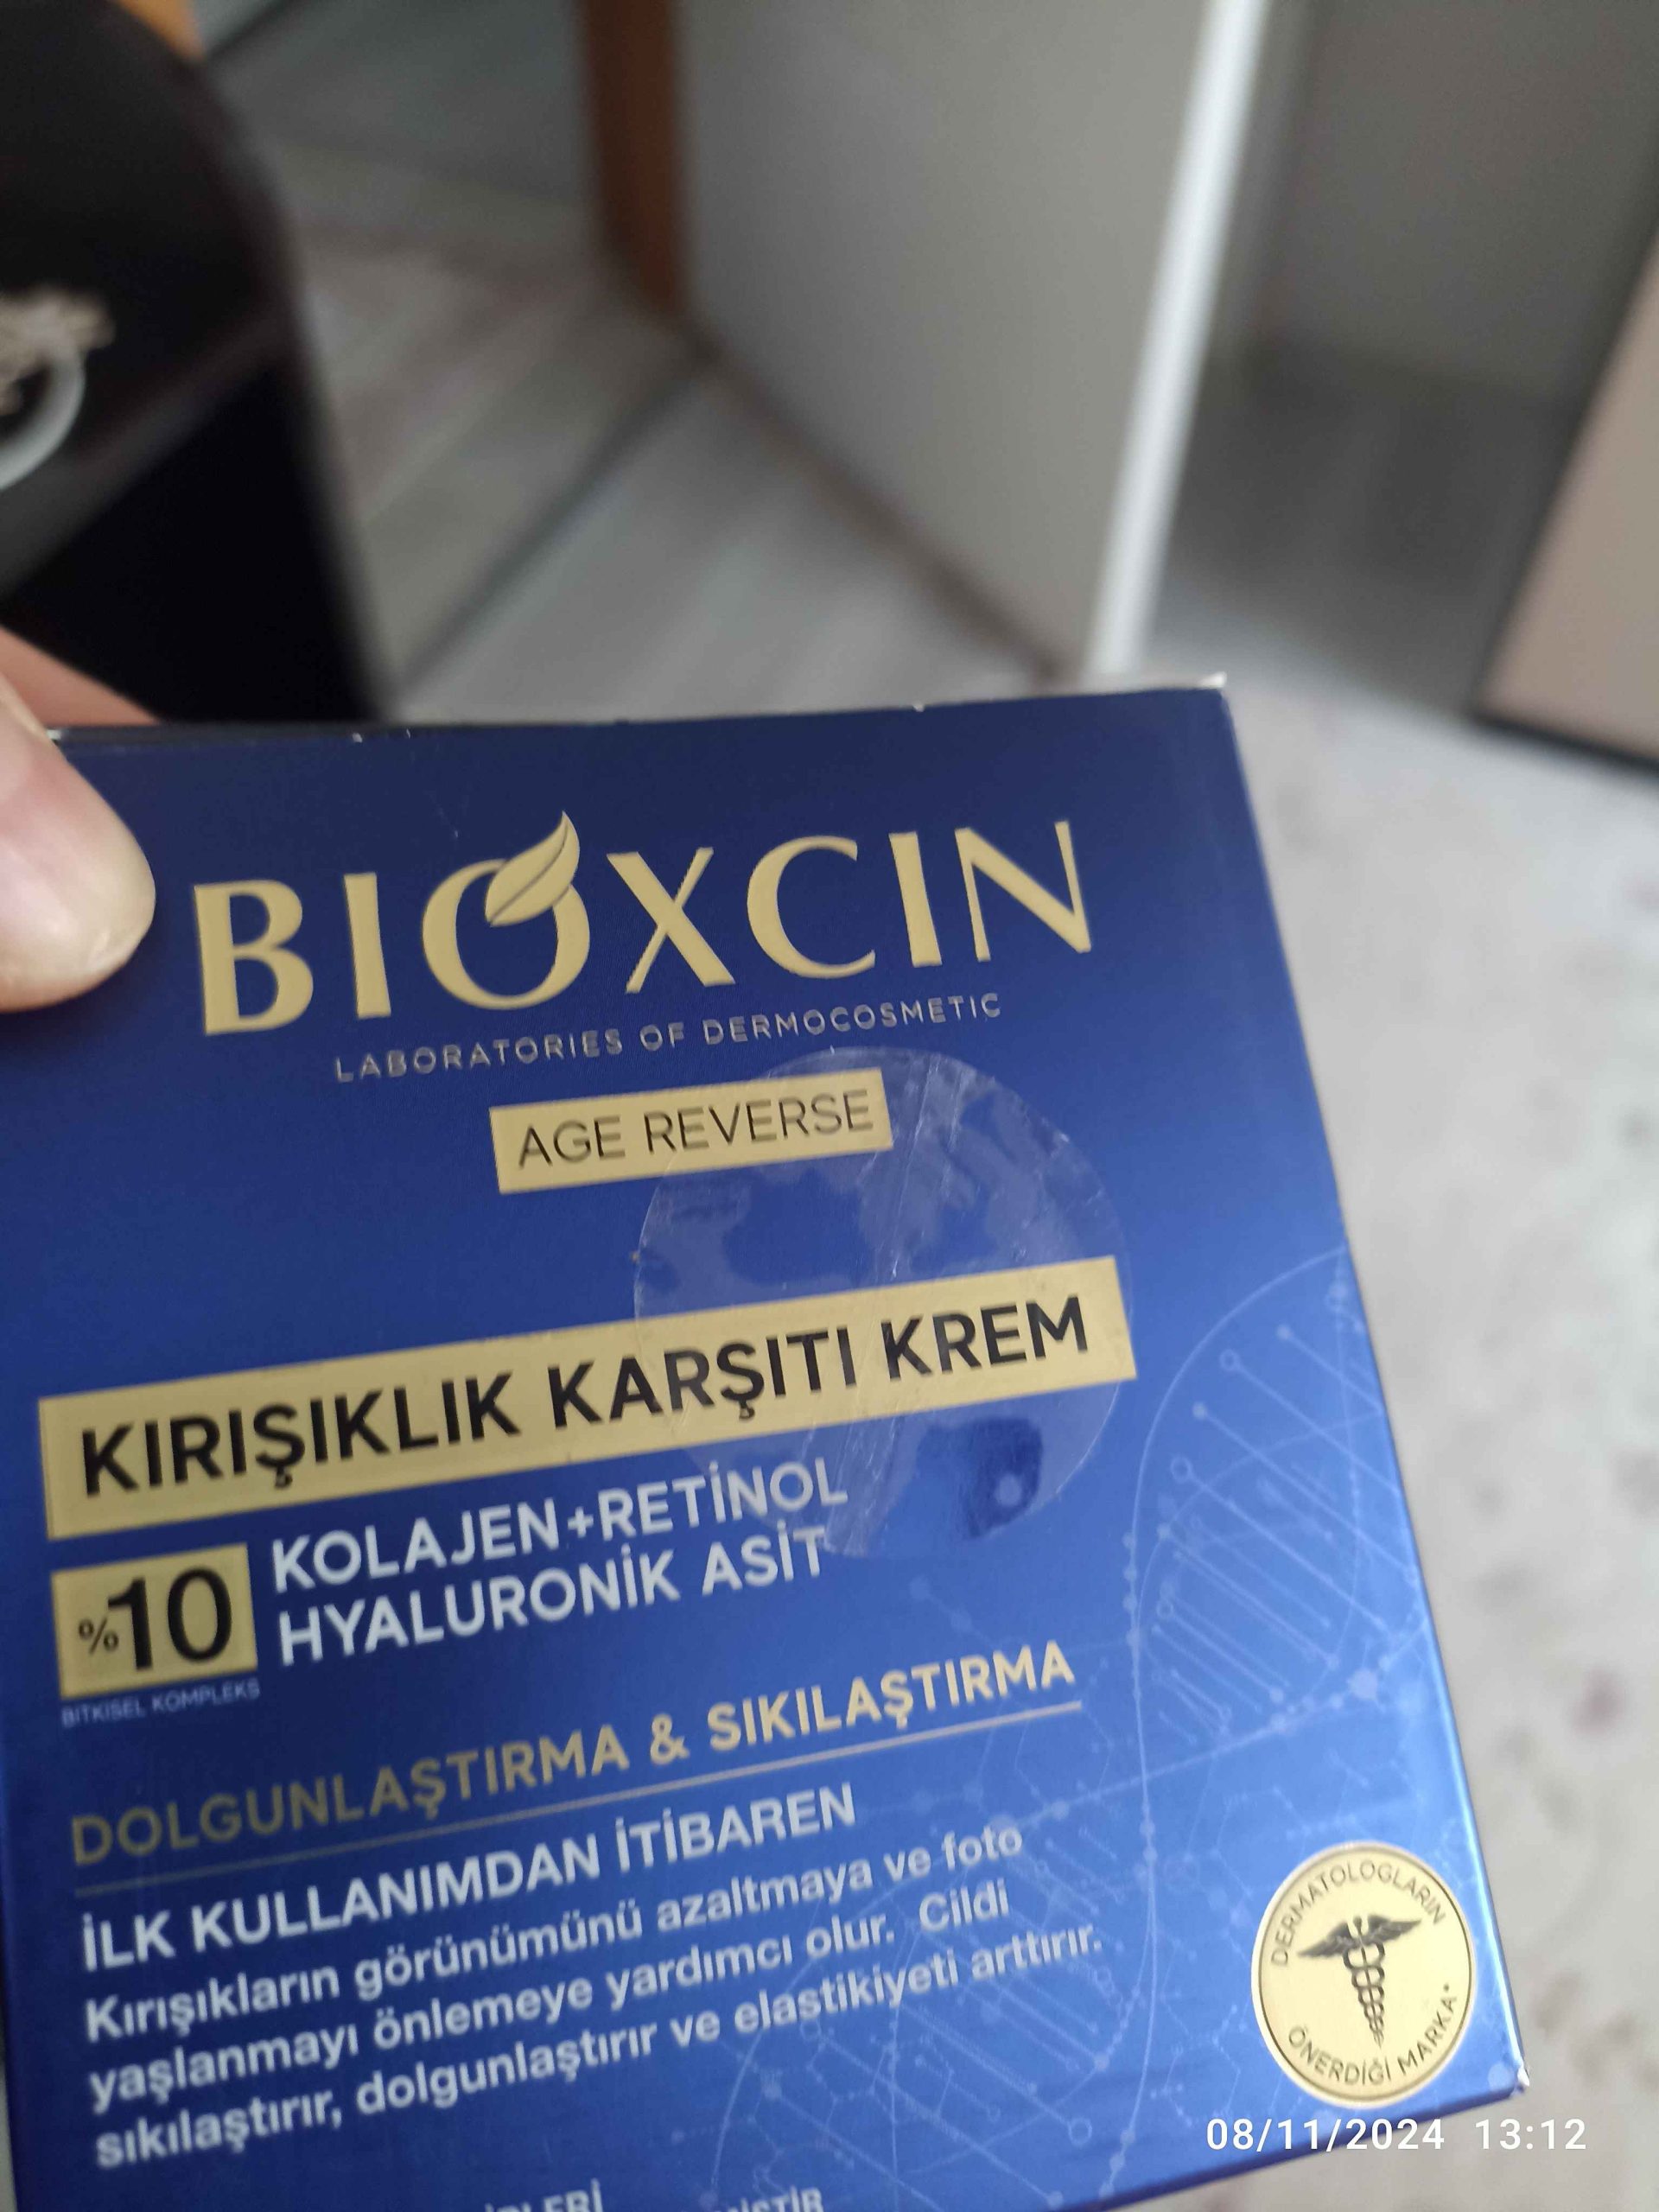 BIOXCIN
LABORATORIES OF DERMOCOSMETIC
AGE REVERSE
KIRIŞIKLIK KARŞITI KREM
%10
BİTKİSEL KOMPLEKS
KOLAJEN+RETİNOL
HYALURONİK ASİT
DOLGUNLAŞTIRMA & SIKILAŞTIRMA
İLK KULLANIMDAN İTİBAREN
Kırışıkların görünümünü azaltmaya ve foto
yaşlanmayı önlemeye yardımcı olur. Cildi
sıkılaştırır, dolgunlaştırır ve elastikiyeti arttırır.
DERMATOLOGLARIN
ÖNERDİĞİ MARKA*
08/11/2024 13:12